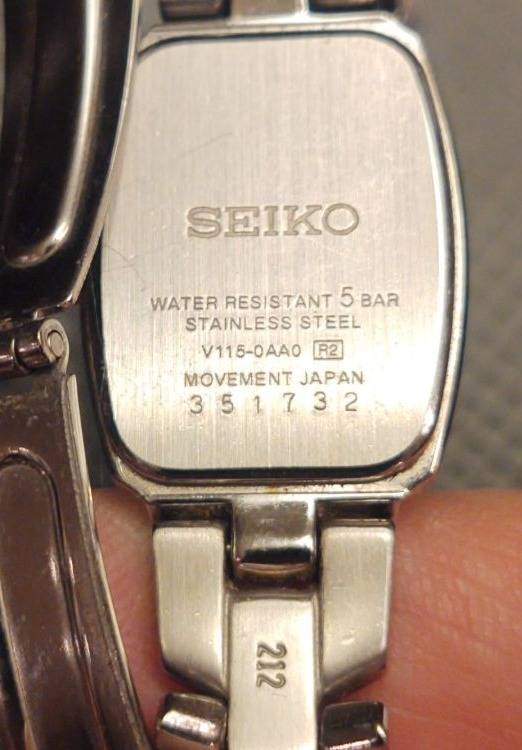 SEIKO
WATER RESISTANT 5 BAR
STAINLESS STEEL
V115-0AA0 R2
MOVEMENT JAPAN
351732
212